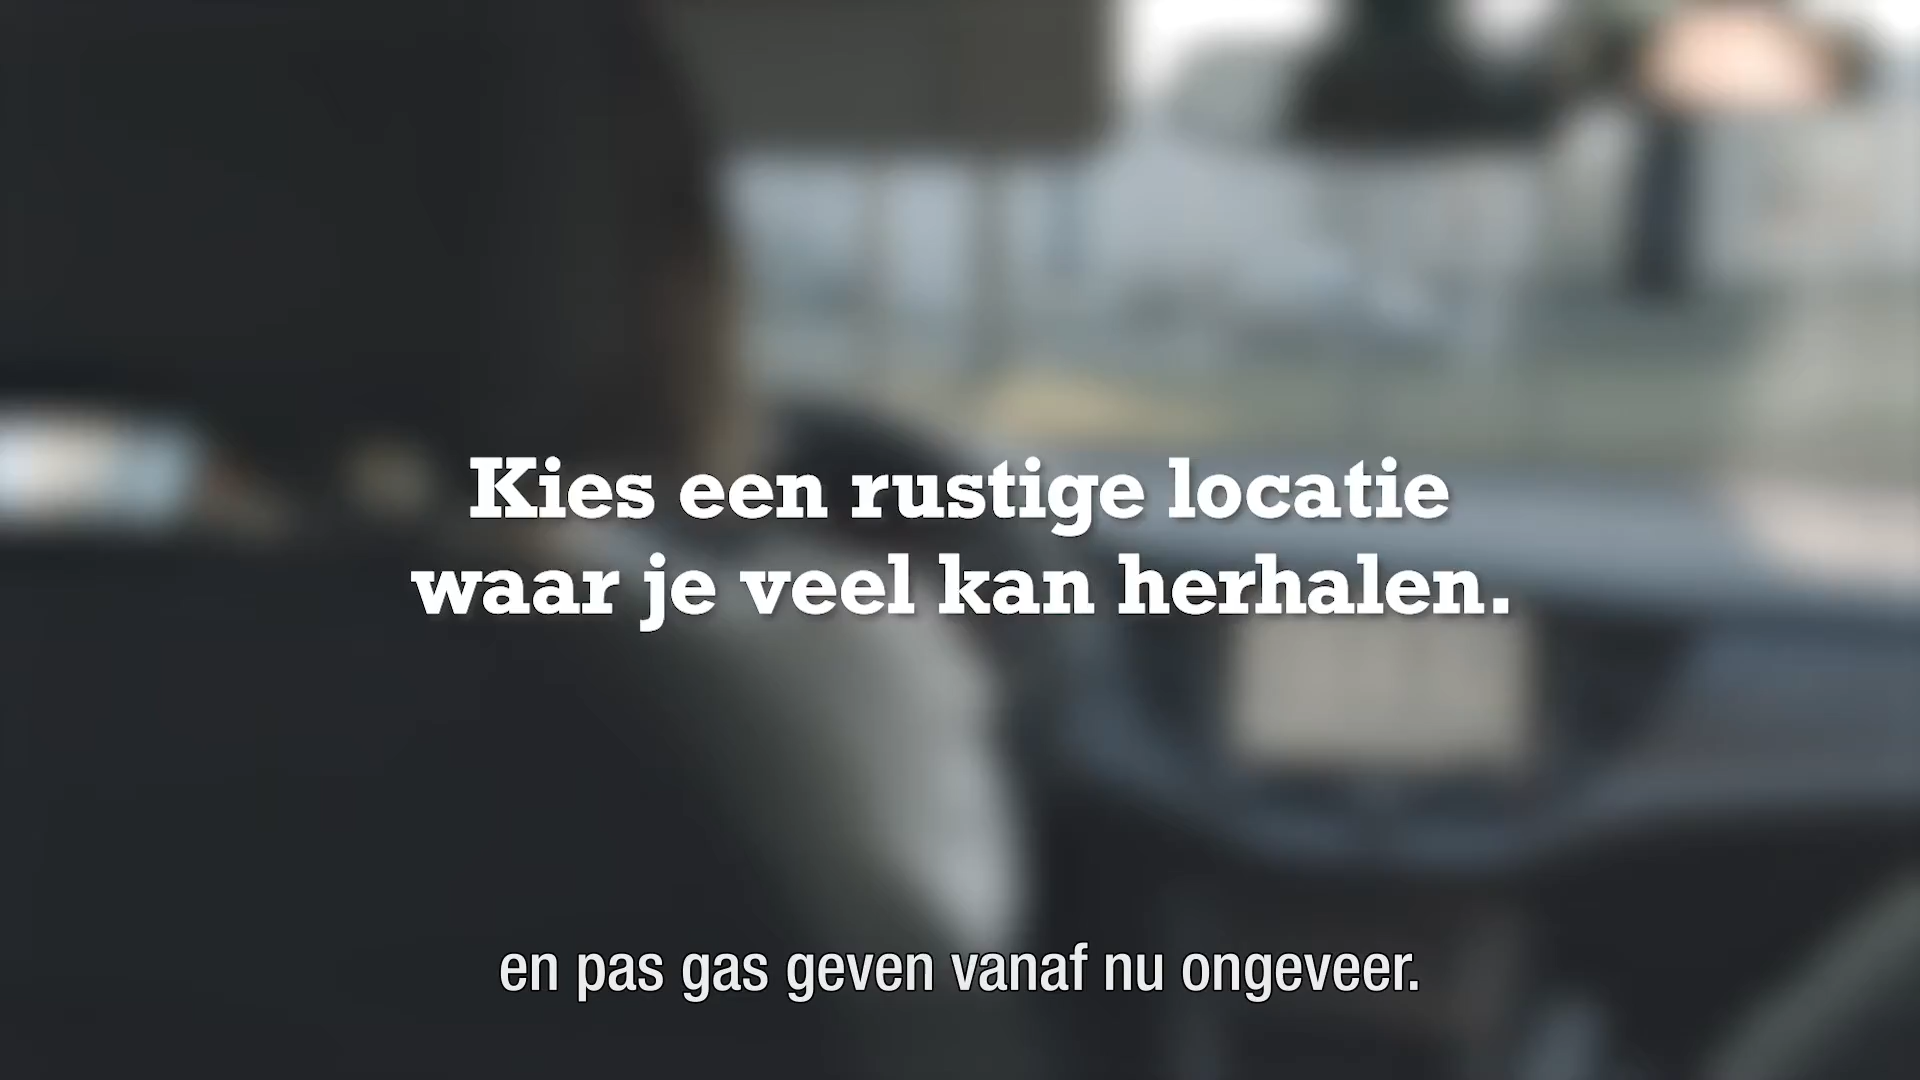 Kies een rustige locatie
waar je veel kan herhalen.
en pas gas geven vanaf nu ongeveer.